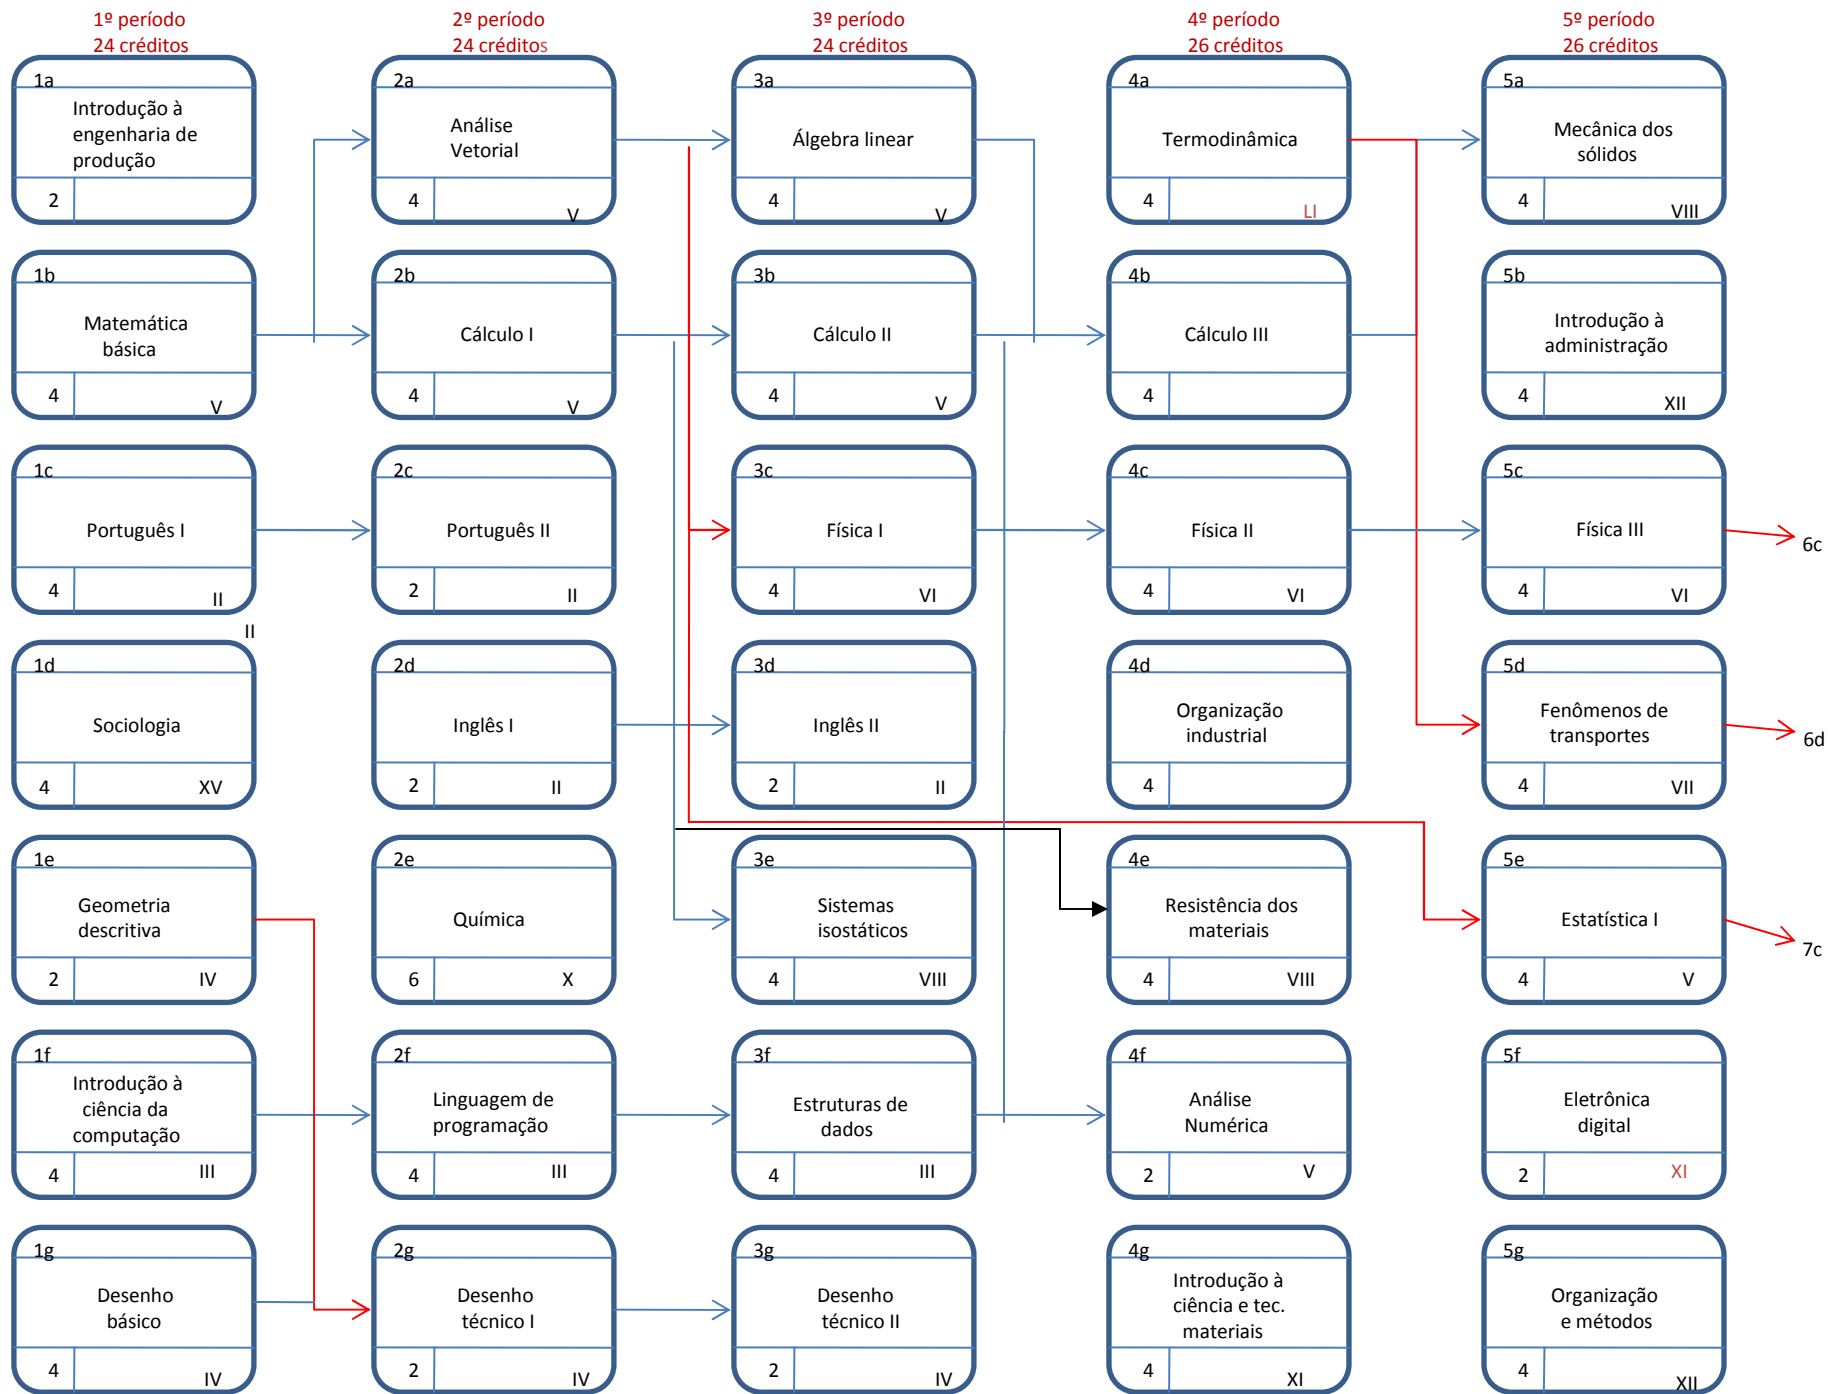 1º período
24 créditos
2º período
24 créditos
3º período
24 créditos
4º período
26 créditos
5º período
26 créditos
1a
Introdução à
engenharia de
produção
2
2a
Análise
Vetorial
4
V
3a
Álgebra linear
4
V
4a
Termodinâmica
4
LI
5a
Mecânica dos
sólidos
4
VIII
1b
Matemática
básica
4
V
2b
Cálculo I
4
V
3b
Cálculo II
4
V
4b
Cálculo III
4
5b
Introdução à
administração
4
XII
1c
Português I
4
II
II
2c
Português II
2
II
3c
Física I
4
VI
4c
Física II
4
VI
5c
Física III
4
VI
6c
1d
Sociologia
4
XV
2d
Inglês I
2
II
3d
Inglês II
2
II
4d
Organização
industrial
4
5d
Fenômenos de
transportes
4
VII
6d
1e
Geometria
descritiva
2
IV
2e
Química
6
X
3e
Sistemas
isostáticos
4
VIII
4e
Resistência dos
materiais
4
VIII
5e
Estatística I
4
V
7c
1f
Introdução à
ciência da
computação
4
III
2f
Linguagem de
programação
4
III
3f
Estruturas de
dados
4
III
4f
Análise
Numérica
2
V
5f
Eletrônica
digital
2
XI
1g
Desenho
básico
4
IV
2g
Desenho
técnico I
2
IV
3g
Desenho
técnico II
2
IV
4g
Introdução à
ciência e tec.
materiais
4
XI
5g
Organização
e métodos
4
XII